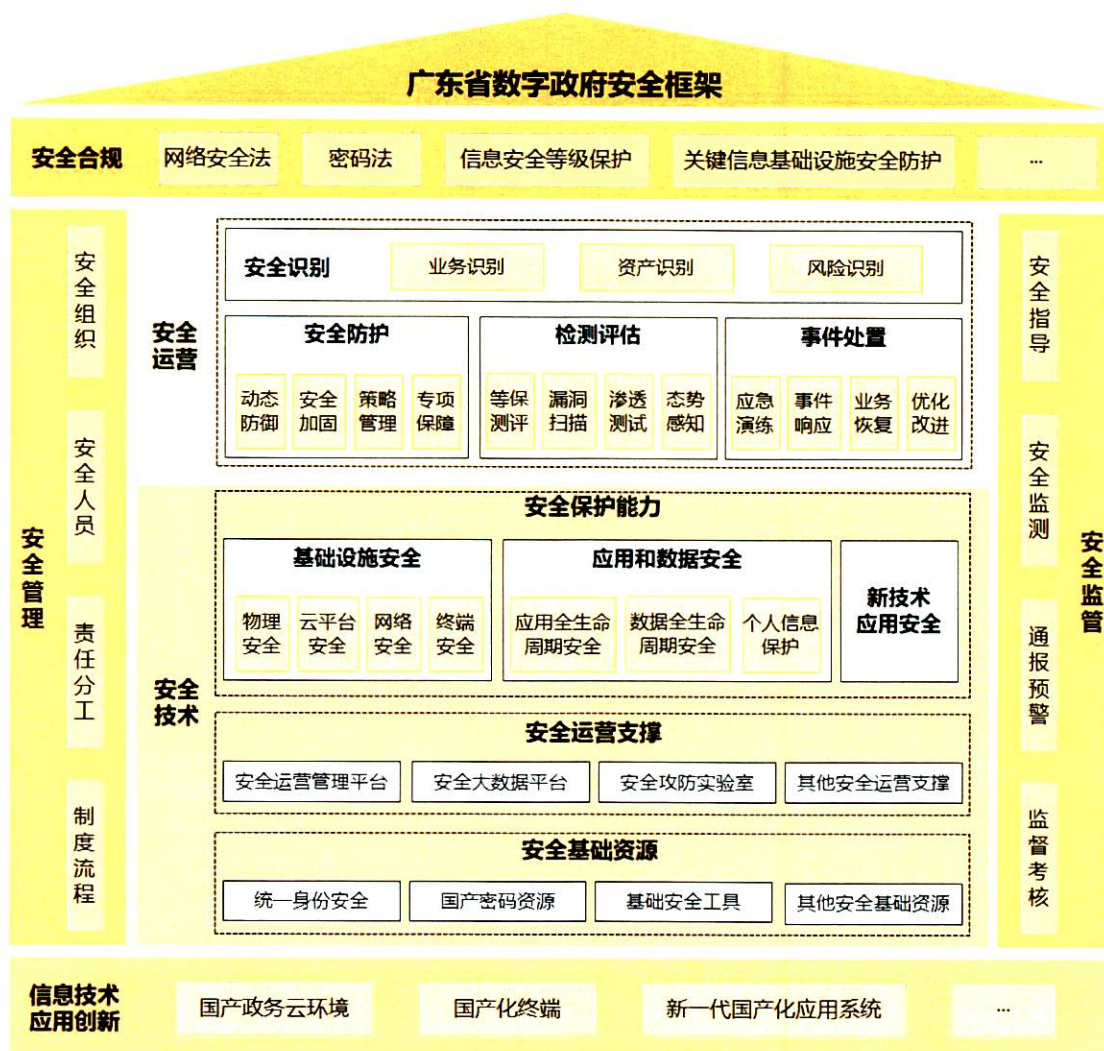 广东省数字政府安全框架
安全合规
网络安全法
密码法
信息安全等级保护
关键信息基础设施安全防护
...
安全管理
安全组织
安全人员
责任分工
制度流程
安全
运营
安全识别
业务识别
资产识别
风险识别
安全防护
动态
防御
安全
加固
策略
管理
专项
保障
检测评估
等保
测评
漏洞
扫描
渗透
测试
态势
感知
事件处置
应急
演练
事件
响应
业务
恢复
优化
改进
安全
技术
安全保护能力
基础设施安全
物理
安全
云平台
安全
网络
安全
终端
安全
应用和数据安全
应用全生命
周期安全
数据全生命
周期安全
个人信息
保护
新技术
应用安全
安全运营支撑
安全运营管理平台
安全大数据平台
安全攻防实验室
其他安全运营支撑
安全基础资源
统一身份安全
国产密码资源
基础安全工具
其他安全基础资源
安全监管
安全指导
安全监测
通报预警
监督考核
信息技术
应用创新
国产政务云环境
国产化终端
新一代国产化应用系统
...